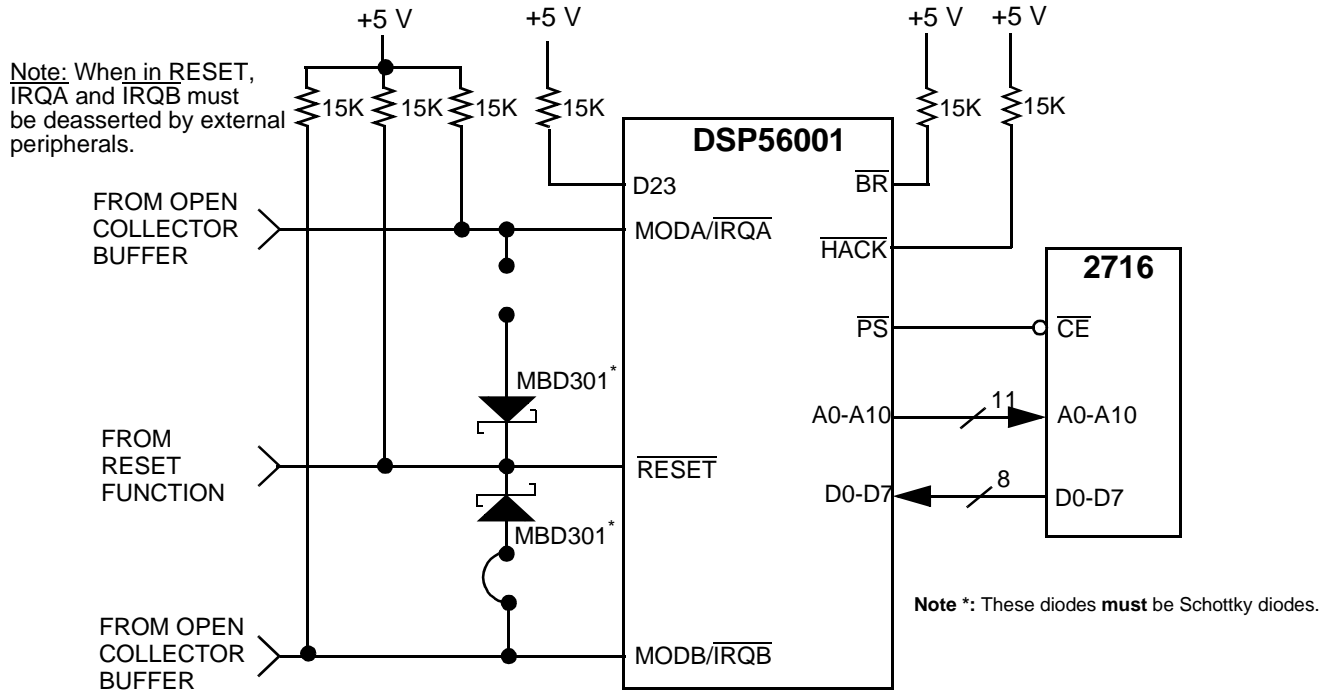 +5 V
+5 V
+5 V
+5 V
Note: When in RESET,
IRQA and IRQB must
be deasserted by external
peripherals.
15K
15K
15K
15K
15K
15K
DSP56001
D23
BR
FROM OPEN
COLLECTOR
BUFFER
MODA/IRQA
HACK
2716
PS
CE
MBD301*
A0-A10
11
A0-A10
FROM
RESET
FUNCTION
RESET
D0-D7
8
D0-D7
MBD301*
Note *: These diodes must be Schottky diodes.
FROM OPEN
COLLECTOR
BUFFER
MODB/IRQB